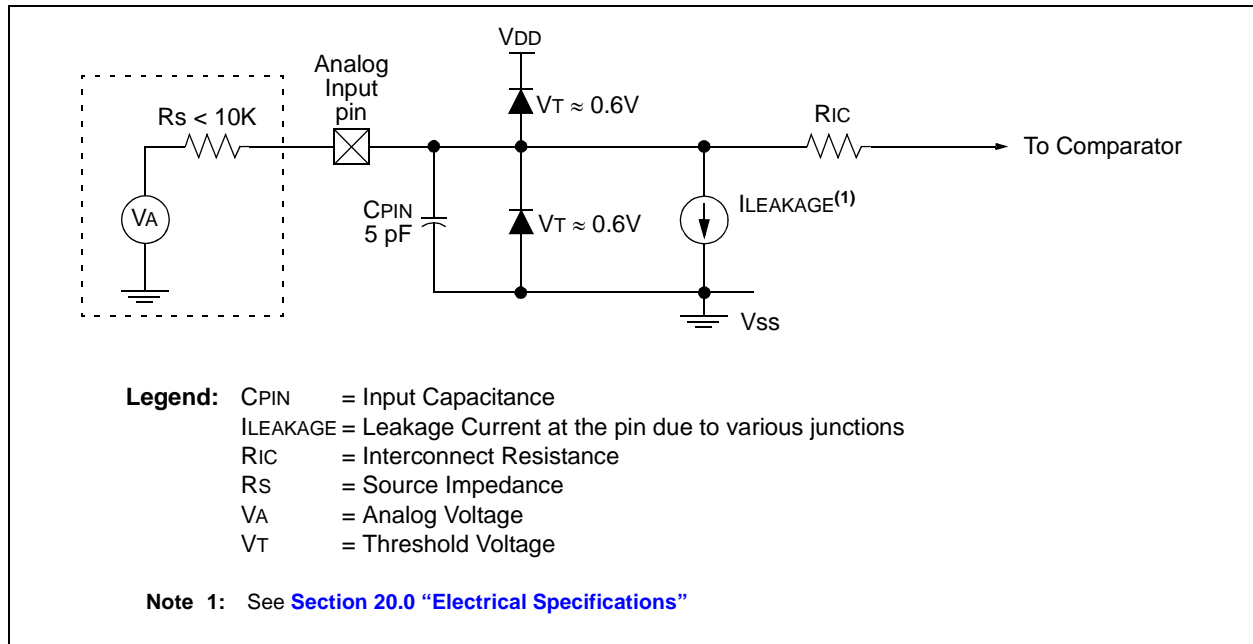 VDD
Analog
Input
pin
Rs < 10K
VT ≈ 0.6V
RIC
To Comparator
VA
CPIN
5 pF
VT ≈ 0.6V
ILEAKAGE(1)
Vss
Legend: CPIN = Input Capacitance
ILEAKAGE = Leakage Current at the pin due to various junctions
RIC = Interconnect Resistance
RS = Source Impedance
VA = Analog Voltage
VT = Threshold Voltage
Note 1: See Section 20.0 “Electrical Specifications”